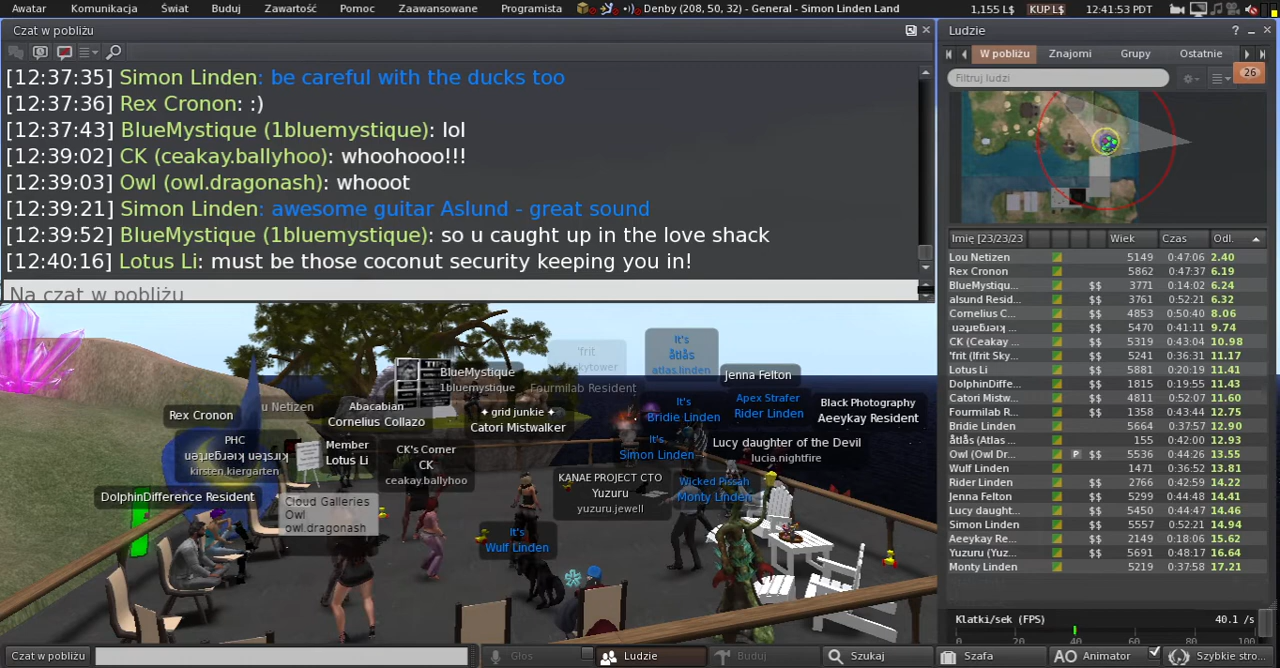 Awatar Komunikacja Świat Buduj Zawartość Pomoc Zaawansowane Programista Denby (208, 50, 32) - General - Simon Linden Land 1,155 L$ KUP L$ 12:41:53 PDT
Czat w pobliżu
[12:37:35] Simon Linden: be careful with the ducks too
[12:37:36] Rex Cronon: :)
[12:37:43] BlueMystique (1bluemystique): lol
[12:39:02] CK (ceakay.ballyhoo): whoohooo!!!
[12:39:03] Owl (owl.dragonash): whooot
[12:39:21] Simon Linden: awesome guitar Aslund - great sound
[12:39:52] BlueMystique (1bluemystique): so u caught up in the love shack
[12:40:16] Lotus Li: must be those coconut security keeping you in!
Na czat w pobliżu
Ludzie
W pobliżu Znajomi Grupy Ostatnie
Filtruj ludzi
26
Imię [23/23/23 Wiek Czas Odl.
Lou Netizen 5149 0:47:06 2.40
Rex Cronon 5862 0:47:37 6.19
BlueMystiqu... $$ 3771 0:14:02 6.24
alsund Resid... $$ 3761 0:52:21 6.32
Cornelius C... $$ 4853 0:50:40 8.06
$$ 5470 0:41:11 9.74
CK (Ceakay ... $$ 5319 0:43:04 10.98
'frit (Ifrit Sky... $$ 5241 0:36:31 11.17
Lotus Li $$ 5881 0:20:19 11.41
DolphinDiffe... $$ 1815 0:19:55 11.43
Catori Mistw... $$ 4811 0:52:07 11.60
Fourmilab R... $$ 1358 0:43:44 12.75
Bridie Linden 5664 0:37:57 12.90
åtlås (Atlas ... 155 0:42:00 12.93
Owl (Owl Dr... P $$ 5536 0:44:26 13.55
Wulf Linden 1471 0:36:52 13.81
Rider Linden 2766 0:42:59 14.22
Jenna Felton 5299 0:44:48 14.41
Lucy daught... $$ 5450 0:44:47 14.46
Simon Linden 5557 0:52:21 14.94
Aeeykay Re... $$ 2149 0:18:06 15.62
Yuzuru (Yuz... $$ 5691 0:48:17 16.64
Monty Linden 5219 0:37:58 17.21
Klatki/sek (FPS) 40.1 /s
0 20 40 60 80 100
It's
åtlås
atlas.linden
'frit
BlueMystique
1bluemystique
Fourmilab Resident
Jenna Felton
TIPS
Rex Cronon
u Netizen
Abacabian
Cornelius Collazo
✦ grid junkie ✦
Catori Mistwalker
It's
Bridie Linden
Apex Strafer
Rider Linden
Black Photography
Aeeykay Resident
PHC
kirsten kiergarten
Member
Lotus Li
CK's Corner
CK
ceakay.ballyhoo
It's
Simon Linden
Lucy daughter of the Devil
lucia.nightfire
KANAE PROJECT CTO
Yuzuru
yuzuru.jewell
Wicked Pissah
Monty Linden
DolphinDifference Resident
Cloud Galleries
Owl
owl.dragonash
It's
Wulf Linden
Czat w pobliżu Głos Ludzie Buduj Szukaj Szafa AO Animator Szybkie stro...